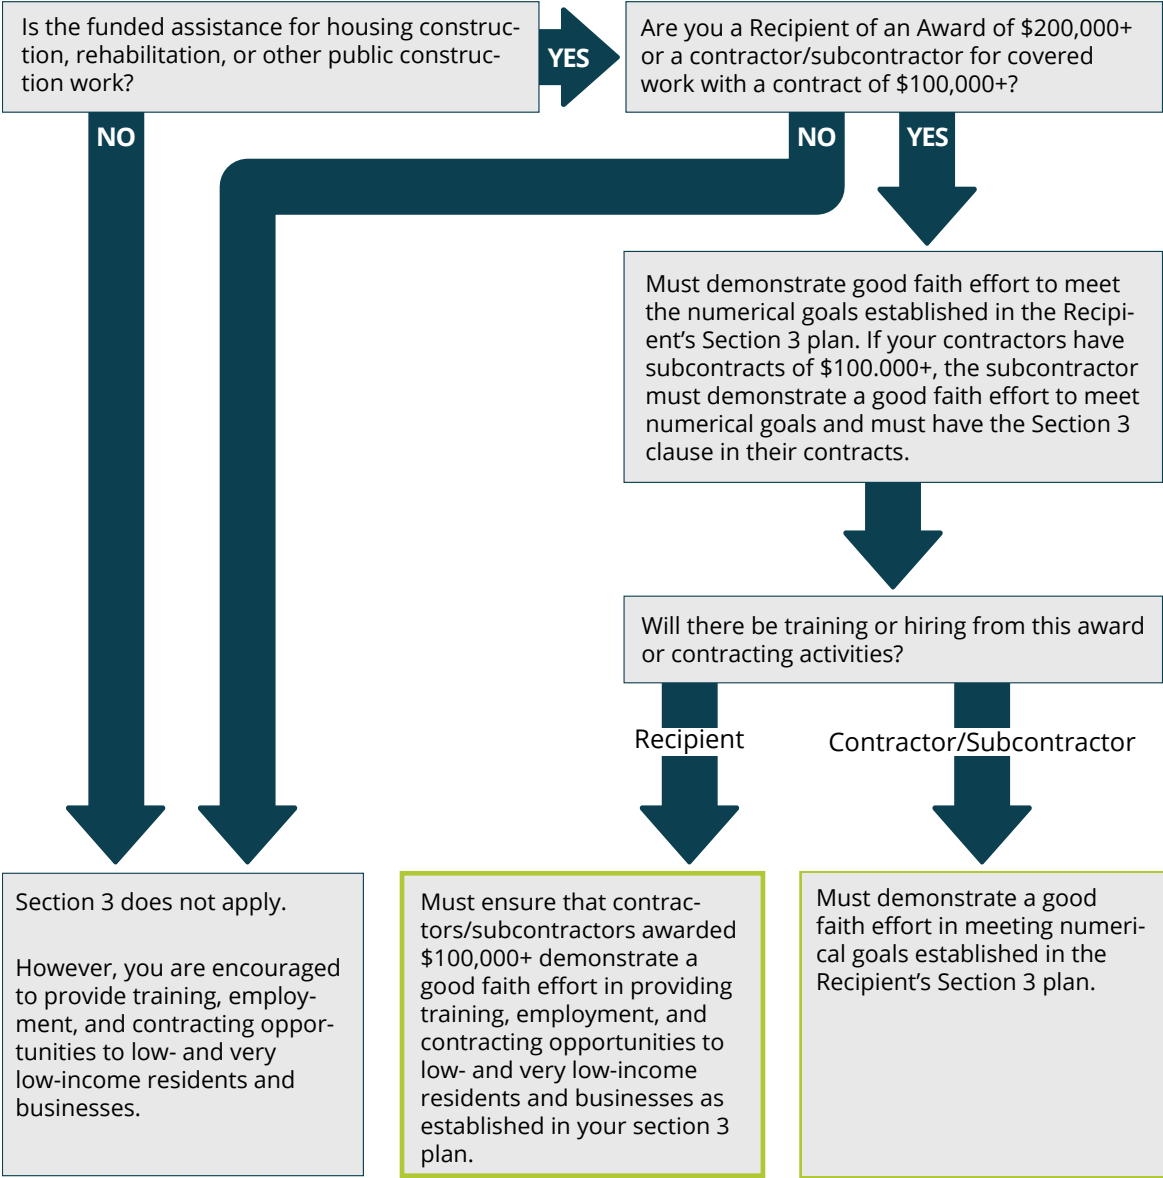 Is the funded assistance for housing construc-
tion, rehabilitation, or other public construc-
tion work?
YES
Are you a Recipient of an Award of $200,000+
or a contractor/subcontractor for covered
work with a contract of $100,000+?
NO
NO
YES
Must demonstrate good faith effort to meet
the numerical goals established in the Recipi-
ent’s Section 3 plan. If your contractors have
subcontracts of $100.000+, the subcontractor
must demonstrate a good faith effort to meet
numerical goals and must have the Section 3
clause in their contracts.
Will there be training or hiring from this award
or contracting activities?
Recipient
Contractor/Subcontractor
Section 3 does not apply.
However, you are encouraged
to provide training, employ-
ment, and contracting oppor-
tunities to low- and very
low-income residents and
businesses.
Must ensure that contrac-
tors/subcontractors awarded
$100,000+ demonstrate a
good faith effort in providing
training, employment, and
contracting opportunities to
low- and very low-income
residents and businesses as
established in your section 3
plan.
Must demonstrate a good
faith effort in meeting numeri-
cal goals established in the
Recipient’s Section 3 plan.